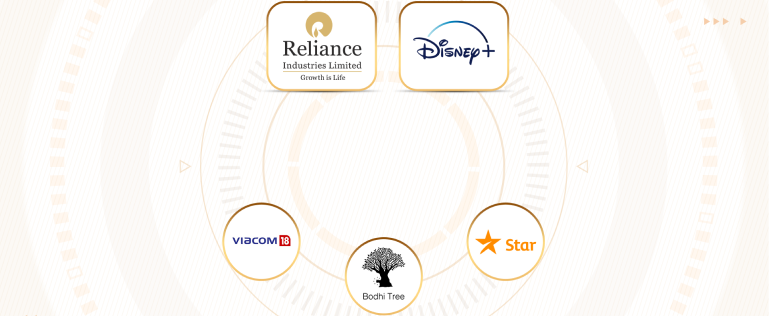 Reliance
Industries Limited
Growth is Life
Disney+
VIACOM 18
Bodhi Tree
Star